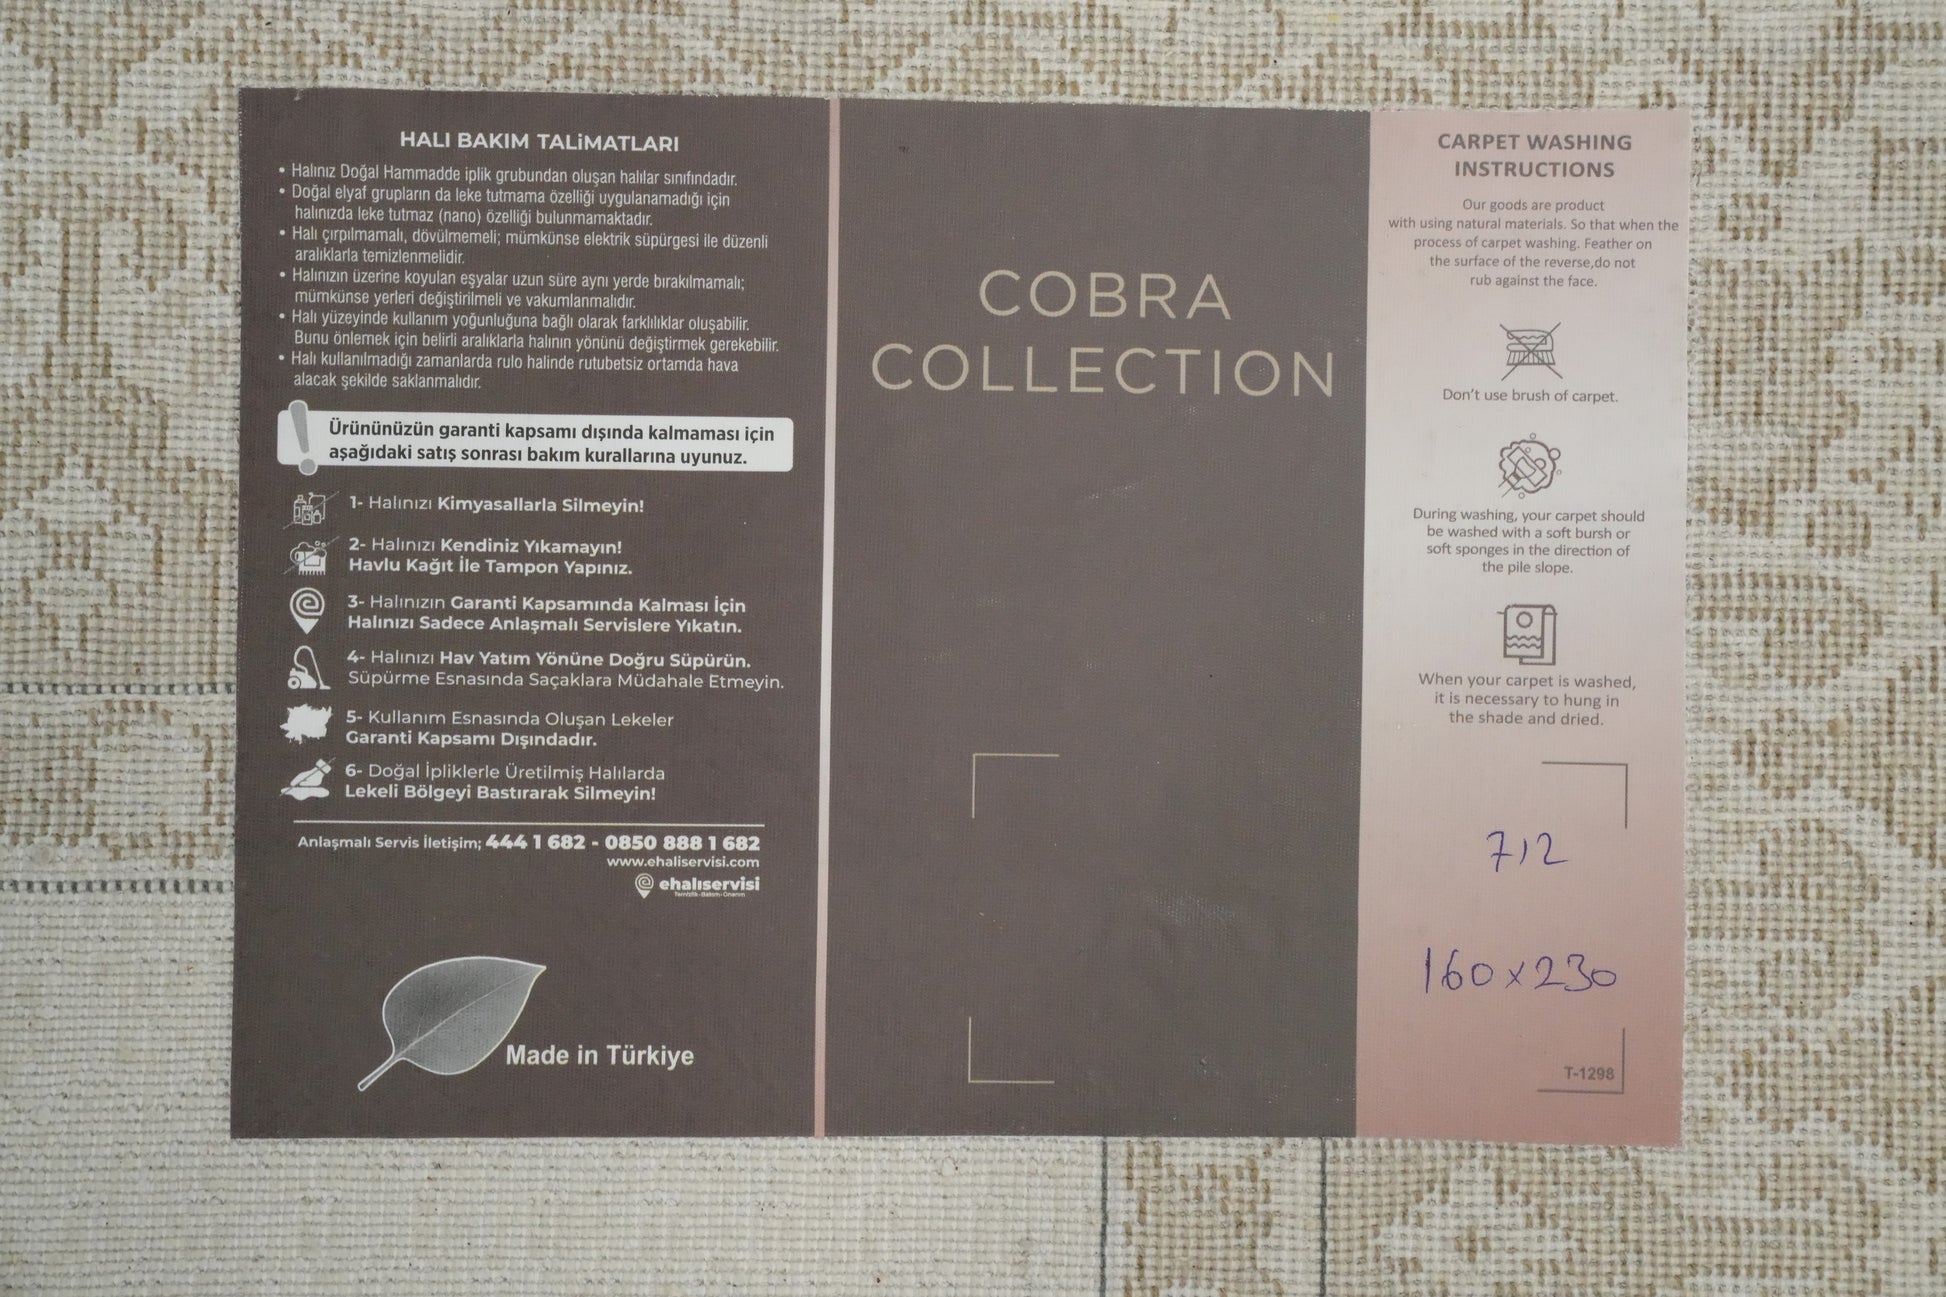 HALI BAKIM TALiMATLARI
• Halınız Doğal Hammadde iplik grubundan oluşan halılar sınıfındadır.
• Doğal elyaf grupların da leke tutmama özelliği uygulanamadığı için
halınızda leke tutmaz (nano) özelliği bulunmamaktadır.
• Halı çırpılmamalı, dövülmemeli; mümkünse elektrik süpürgesi ile düzenli
aralıklarla temizlenmelidir.
• Halınızın üzerine koyulan eşyalar uzun süre aynı yerde bırakılmamalı;
mümkünse yerleri değiştirilmeli ve vakumlanmalıdır.
• Halı yüzeyinde kullanım yoğunluğuna bağlı olarak farklılıklar oluşabilir.
Bunu önlemek için belirli aralıklarla halının yönünü değiştirmek gerekebilir.
• Halı kullanılmadığı zamanlarda rulo halinde rutubetsiz ortamda hava
alacak şekilde saklanmalıdır.
Ürününüzün garanti kapsamı dışında kalmaması için
aşağıdaki satış sonrası bakım kurallarına uyunuz.
1- Halınızı Kimyasallarla Silmeyin!
2- Halınızı Kendiniz Yıkamayın!
Havlu Kağıt İle Tampon Yapınız.
3- Halınızın Garanti Kapsamında Kalması İçin
Halınızı Sadece Anlaşmalı Servislere Yıkatın.
4- Halınızı Hav Yatım Yönüne Doğru Süpürün.
Süpürme Esnasında Saçaklara Müdahale Etmeyin.
5- Kullanım Esnasında Oluşan Lekeler
Garanti Kapsamı Dışındadır.
6- Doğal İpliklerle Üretilmiş Halılarda
Lekeli Bölgeyi Bastırarak Silmeyin!
Anlaşmalı Servis İletişim; 444 1 682 - 0850 888 1 682
www.ehaliservisi.com
ehalıservisi
Temizlik - Bakım - Onarım
Made in Türkiye
COBRA
COLLECTION
CARPET WASHING
INSTRUCTIONS
Our goods are product
with using natural materials. So that when the
process of carpet washing. Feather on
the surface of the reverse,do not
rub against the face.
Don't use brush of carpet.
During washing, your carpet should
be washed with a soft bursh or
soft sponges in the direction of
the pile slope.
When your carpet is washed,
it is necessary to hung in
the shade and dried.
712
160x230
T-1298